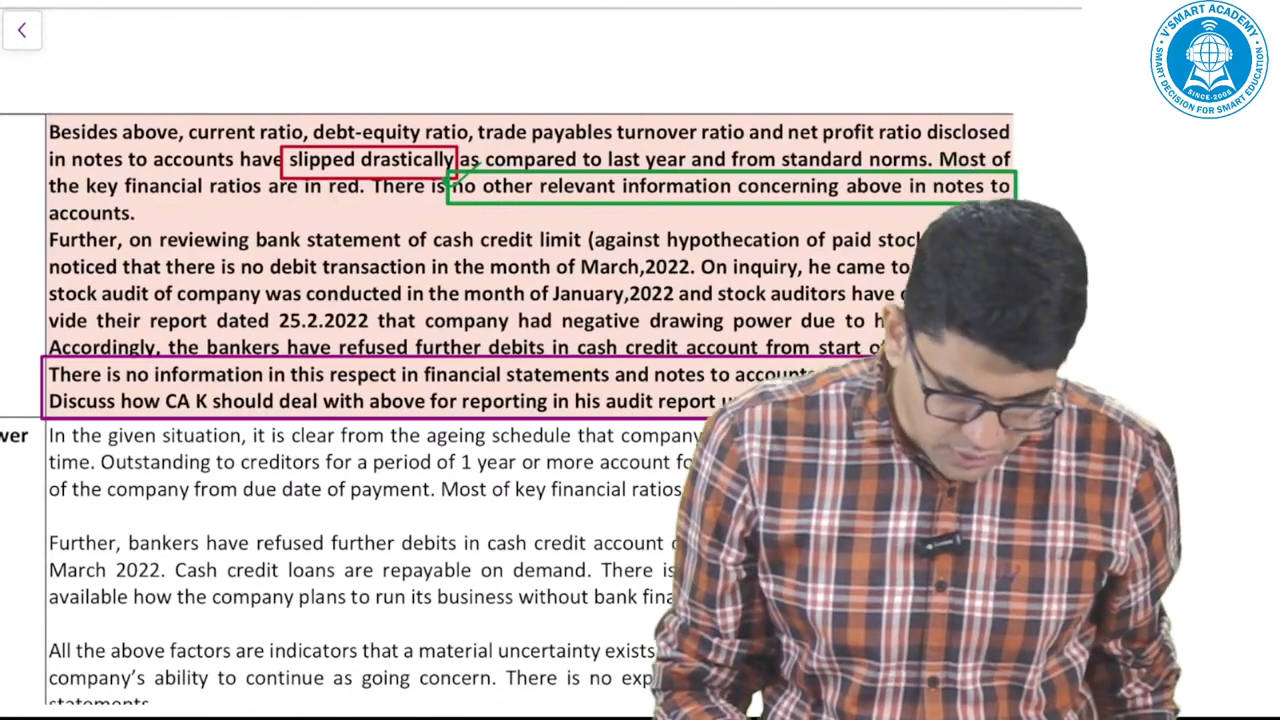 V'SMART ACADEMY
SMART DECISION FOR SMART EDUCATION
SINCE-2005
Besides above, current ratio, debt-equity ratio, trade payables turnover ratio and net profit ratio disclosed
in notes to accounts have slipped drastically as compared to last year and from standard norms. Most of
the key financial ratios are in red. There is no other relevant information concerning above in notes to
accounts.
Further, on reviewing bank statement of cash credit limit (against hypothecation of paid
noticed that there is no debit transaction in the month of March,2022. On inquiry, he came to
stock audit of company was conducted in the month of January,2022 and stock auditors have
vide their report dated 25.2.2022 that company had negative drawing power due to
Accordingly, the bankers have refused further debits in cash credit account from start
There is no information in this respect in financial statements and notes to
Discuss how CA K should deal with above for reporting in his audit report
In the given situation, it is clear from the ageing schedule that company
time. Outstanding to creditors for a period of 1 year or more account
of the company from due date of payment. Most of key financial ratios
Further, bankers have refused further debits in cash credit account
March 2022. Cash credit loans are repayable on demand. There is
available how the company plans to run its business without bank
All the above factors are indicators that a material uncertainty exists
company's ability to continue as going concern. There is no
statements